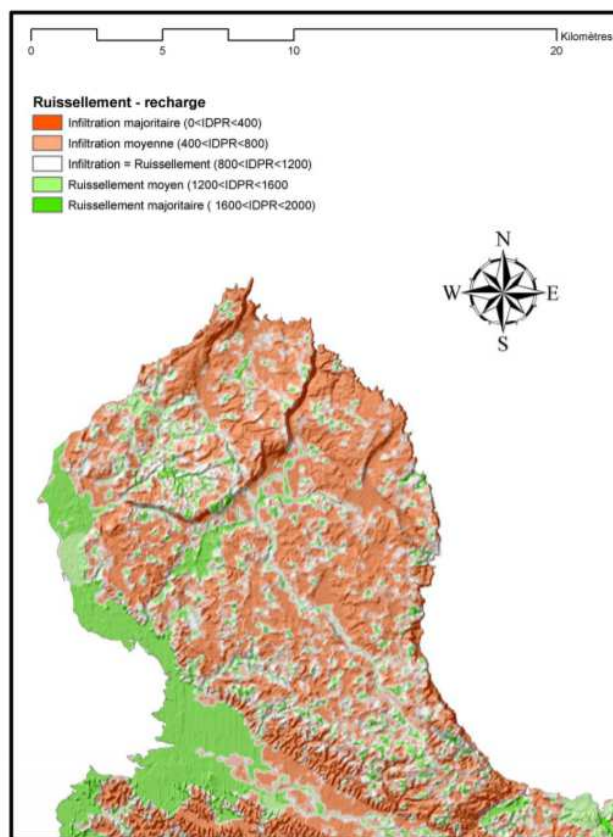 Kilomètres
0 5 10 20
Ruissellement - recharge
Infiltration majoritaire (0<IDPR<400)
Infiltration moyenne (400<IDPR<800)
Infiltration = Ruissellement (800<IDPR<1200)
Ruissellement moyen (1200<IDPR<1600
Ruissellement majoritaire ( 1600<IDPR<2000)
N
W E
S